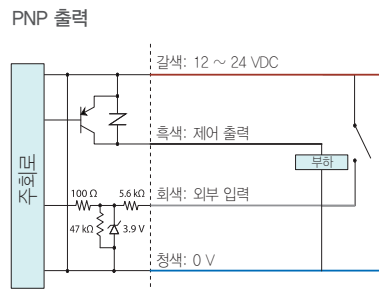 PNP 출력
갈색: 12 ~ 24 VDC
흑색: 제어 출력
부하
주회로
100 Ω
5.6 kΩ
회색: 외부 입력
47 kΩ
3.9 V
청색: 0 V